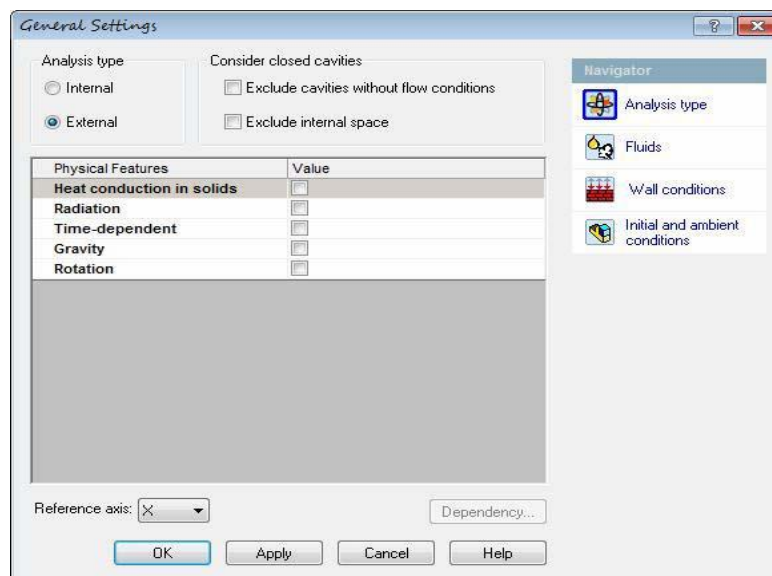 General Settings
Analysis type
Internal
External
Consider closed cavities
Exclude cavities without flow conditions
Exclude internal space
Physical Features Value
Heat conduction in solids
Radiation
Time-dependent
Gravity
Rotation
Reference axis: X
Dependency...
OK Apply Cancel Help
Navigator
Analysis type
Fluids
Wall conditions
Initial and ambient
conditions